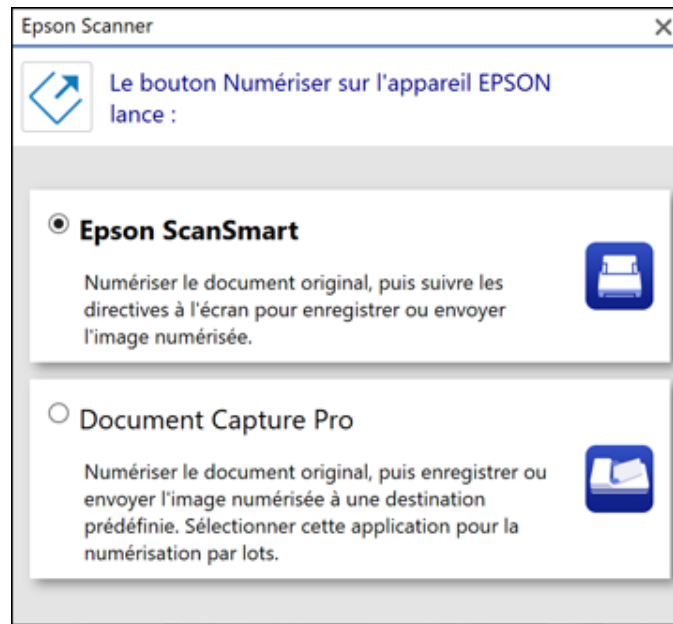 Epson Scanner
Le bouton Numériser sur l'appareil EPSON
lance :
Epson ScanSmart
Numériser le document original, puis suivre les
directives à l'écran pour enregistrer ou envoyer
l'image numérisée.
Document Capture Pro
Numériser le document original, puis enregistrer ou
envoyer l'image numérisée à une destination
prédéfinie. Sélectionner cette application pour la
numérisation par lots.